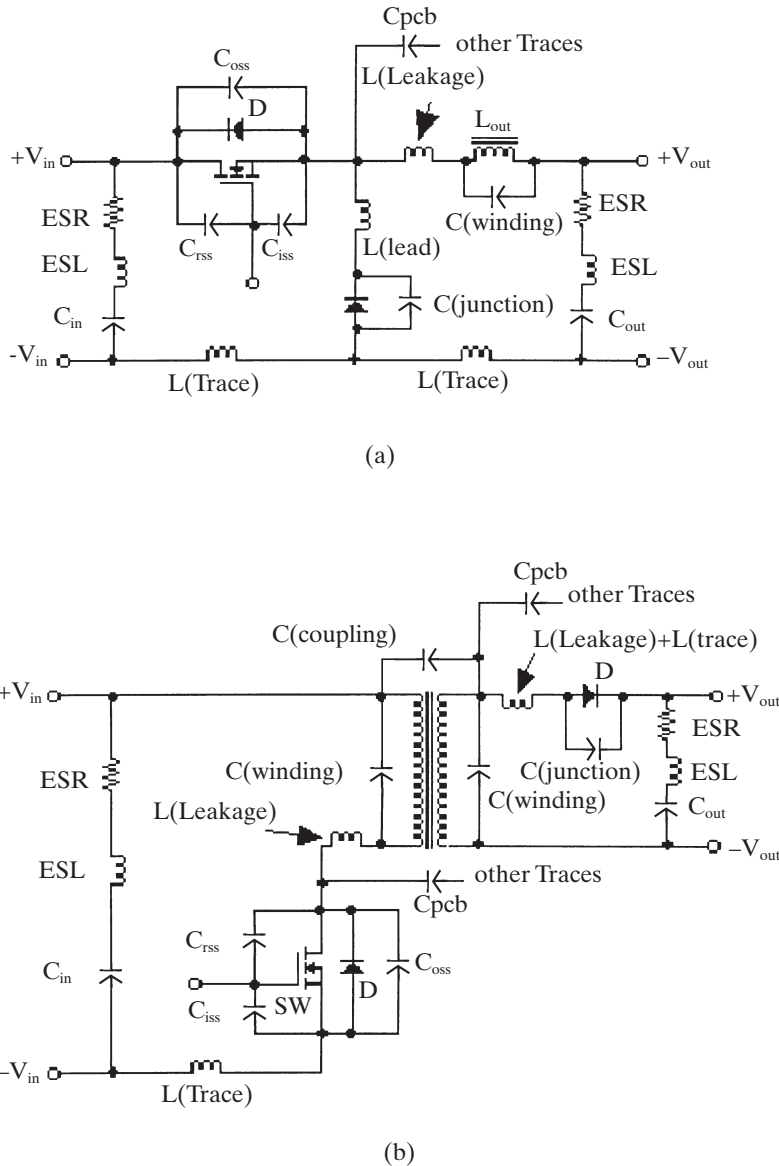 Cpcb
other Traces
C_oss
L(Leakage)
D
L_out
+V_in
+V_out
ESR
C_rss
C_iss
L(lead)
C(winding)
ESR
ESL
ESL
C_in
C(junction)
C_out
-V_in
–V_out
L(Trace)
L(Trace)
(a)
Cpcb
other Traces
C(coupling)
L(Leakage)+L(trace)
D
+V_in
+V_out
ESR
ESR
C(winding)
C(junction)
ESL
C(winding)
L(Leakage)
C_out
–V_out
ESL
other Traces
Cpcb
C_rss
C_in
C_oss
D
SW
C_iss
–V_in
L(Trace)
(b)